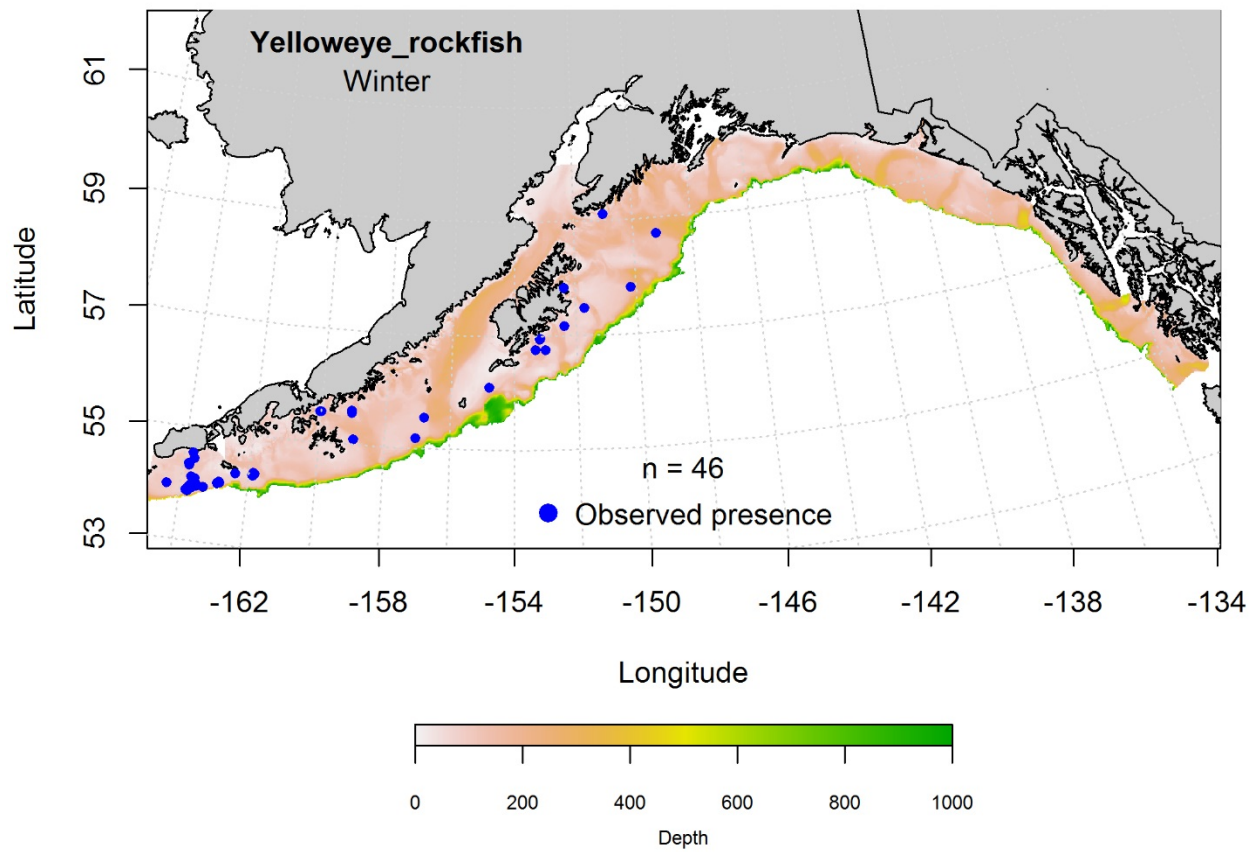 Yelloweye_rockfish
Winter
61
59
57
55
53
Latitude
n = 46
Observed presence
-162 -158 -154 -150 -146 -142 -138 -134
Longitude
0 200 400 600 800 1000
Depth